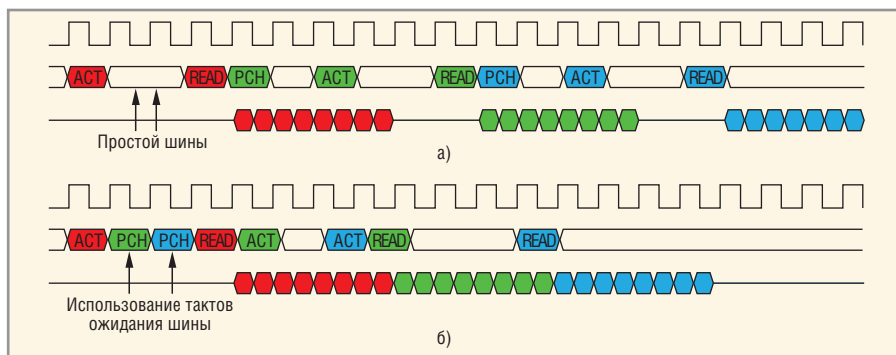 ACT READ PCH ACT READ PCH ACT READ
Простой шины
а)
ACT PCH PCH READ ACT ACT READ READ
Использование тактов
ожидания шины
б)